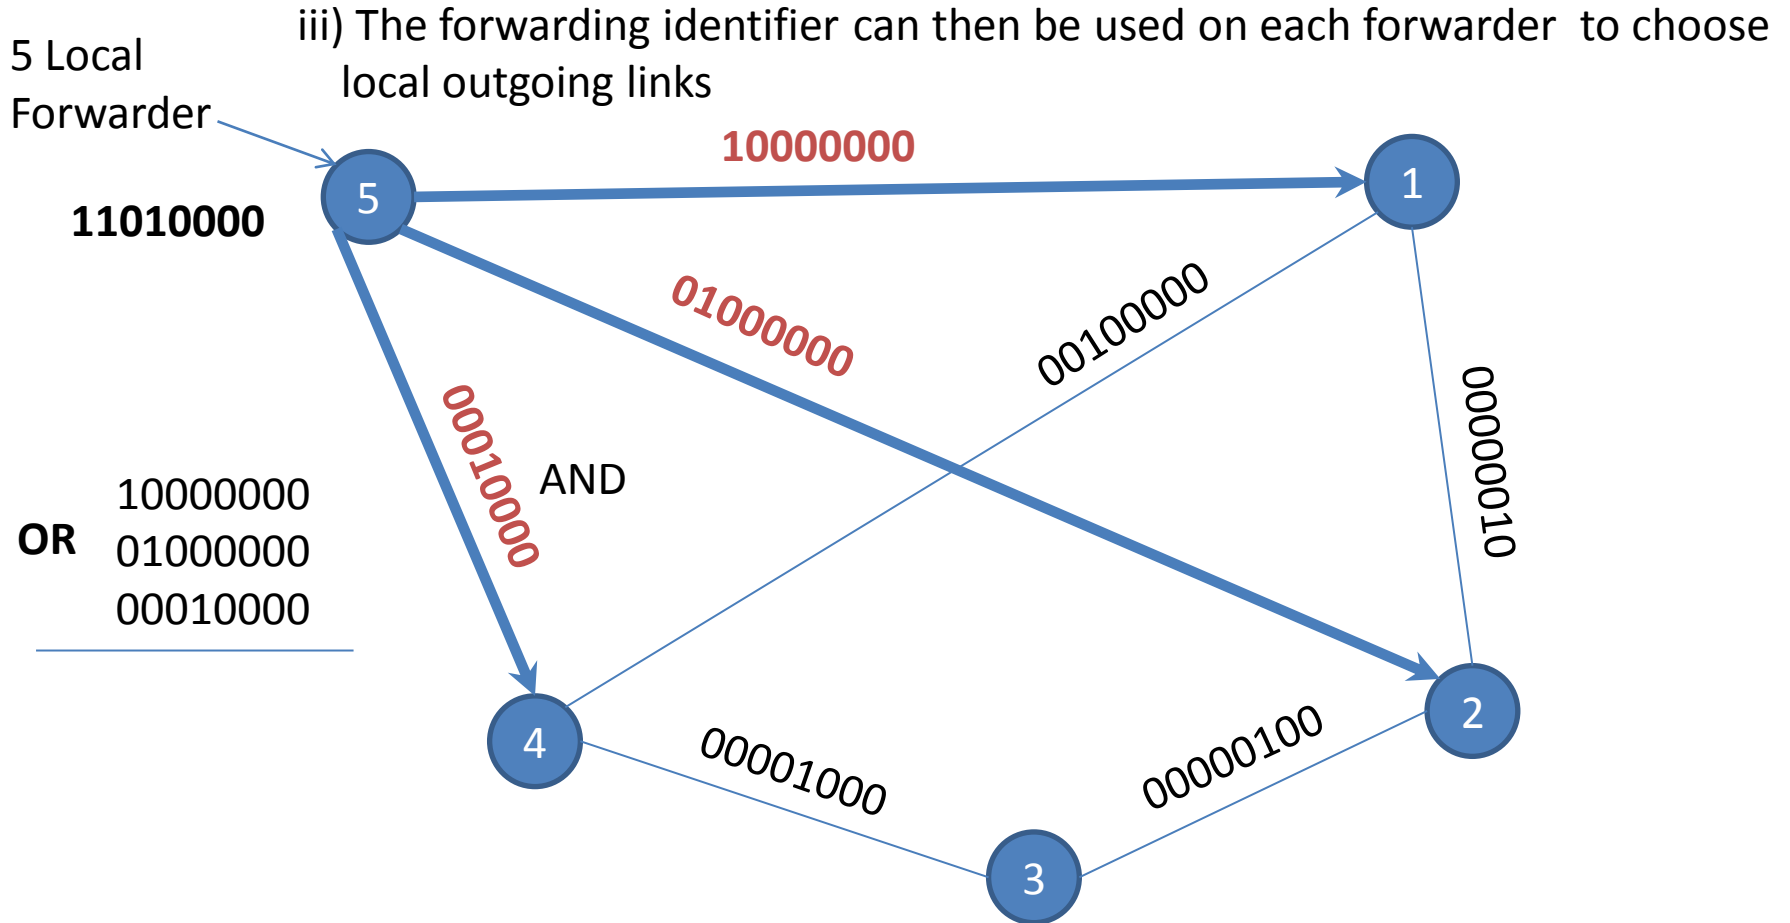 iii) The forwarding identifier can then be used on each forwarder to choose
local outgoing links
5 Local
Forwarder
10000000
5
1
11010000
01000000
00100000
00010000
AND
00000010
OR
10000000
01000000
00010000
4
2
00001000
00000100
3